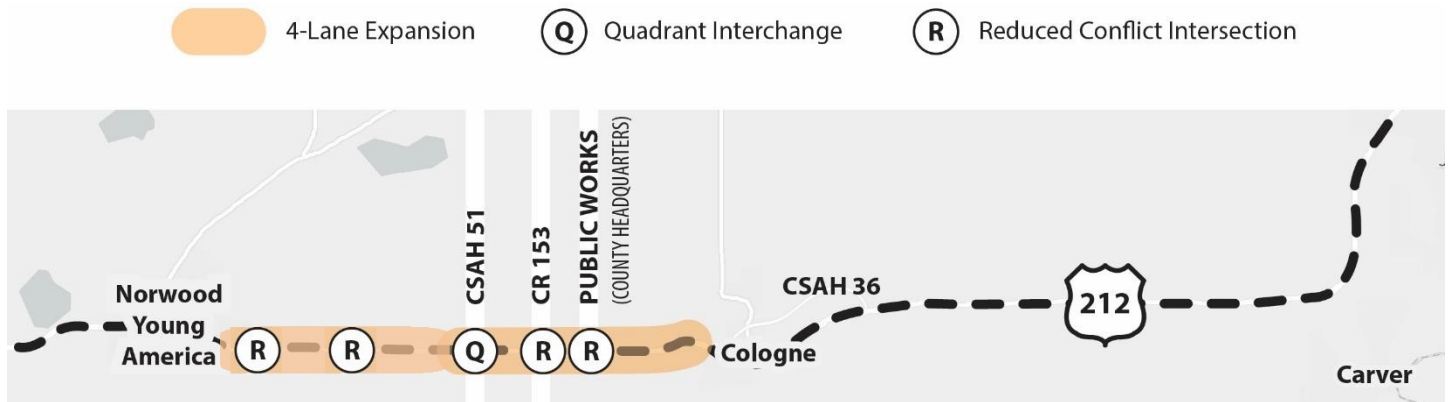 4-Lane Expansion
Q Quadrant Interchange
R Reduced Conflict Intersection
CSAH 51
CR 153
PUBLIC WORKS
(COUNTY HEADQUARTERS)
Norwood
Young
America
R
R
Q
R
R
Cologne
CSAH 36
212
Carver